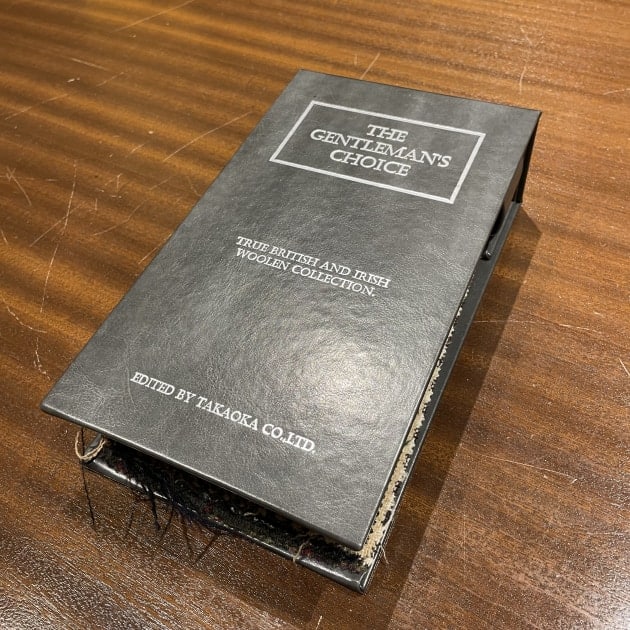 THE
GENTLEMAN'S
CHOICE
TRUE BRITISH AND IRISH
WOOLEN COLLECTION.
EDITED BY TAKAOKA CO.,LTD.